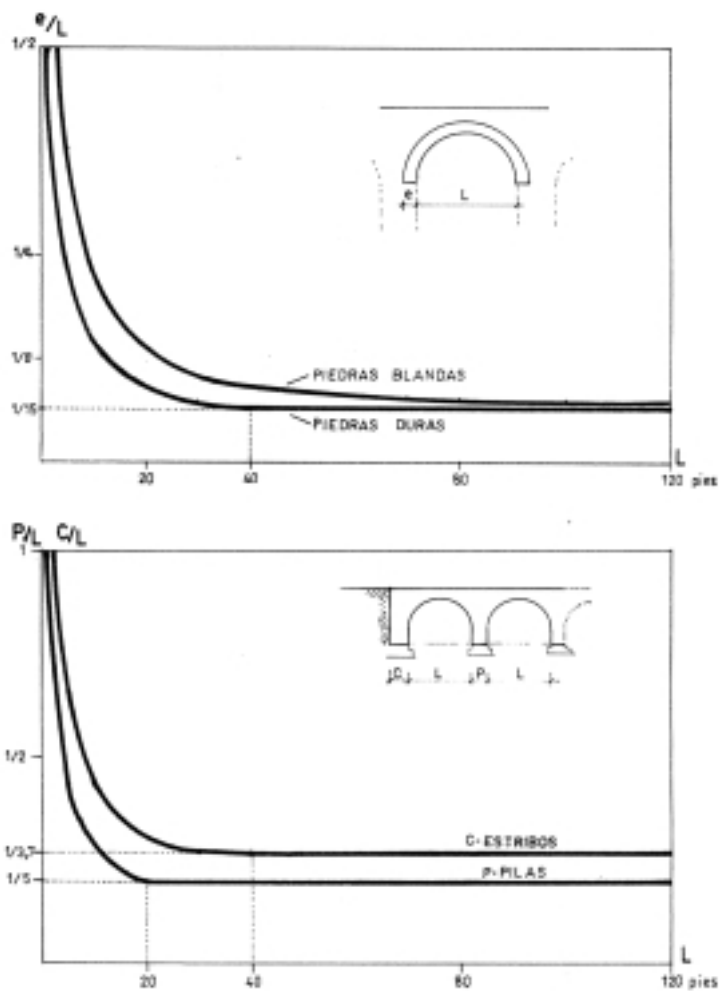 e/L
1/2
1/4
e L
1/8
PIEDRAS BLANDAS
1/15
PIEDRAS DURAS
L
20 40 80 120 pies
P/L C/L
1
C L P L
1/2
C-ESTRIBOS
1/3,7
P-PILAS
1/5
L
20 40 80 120 pies